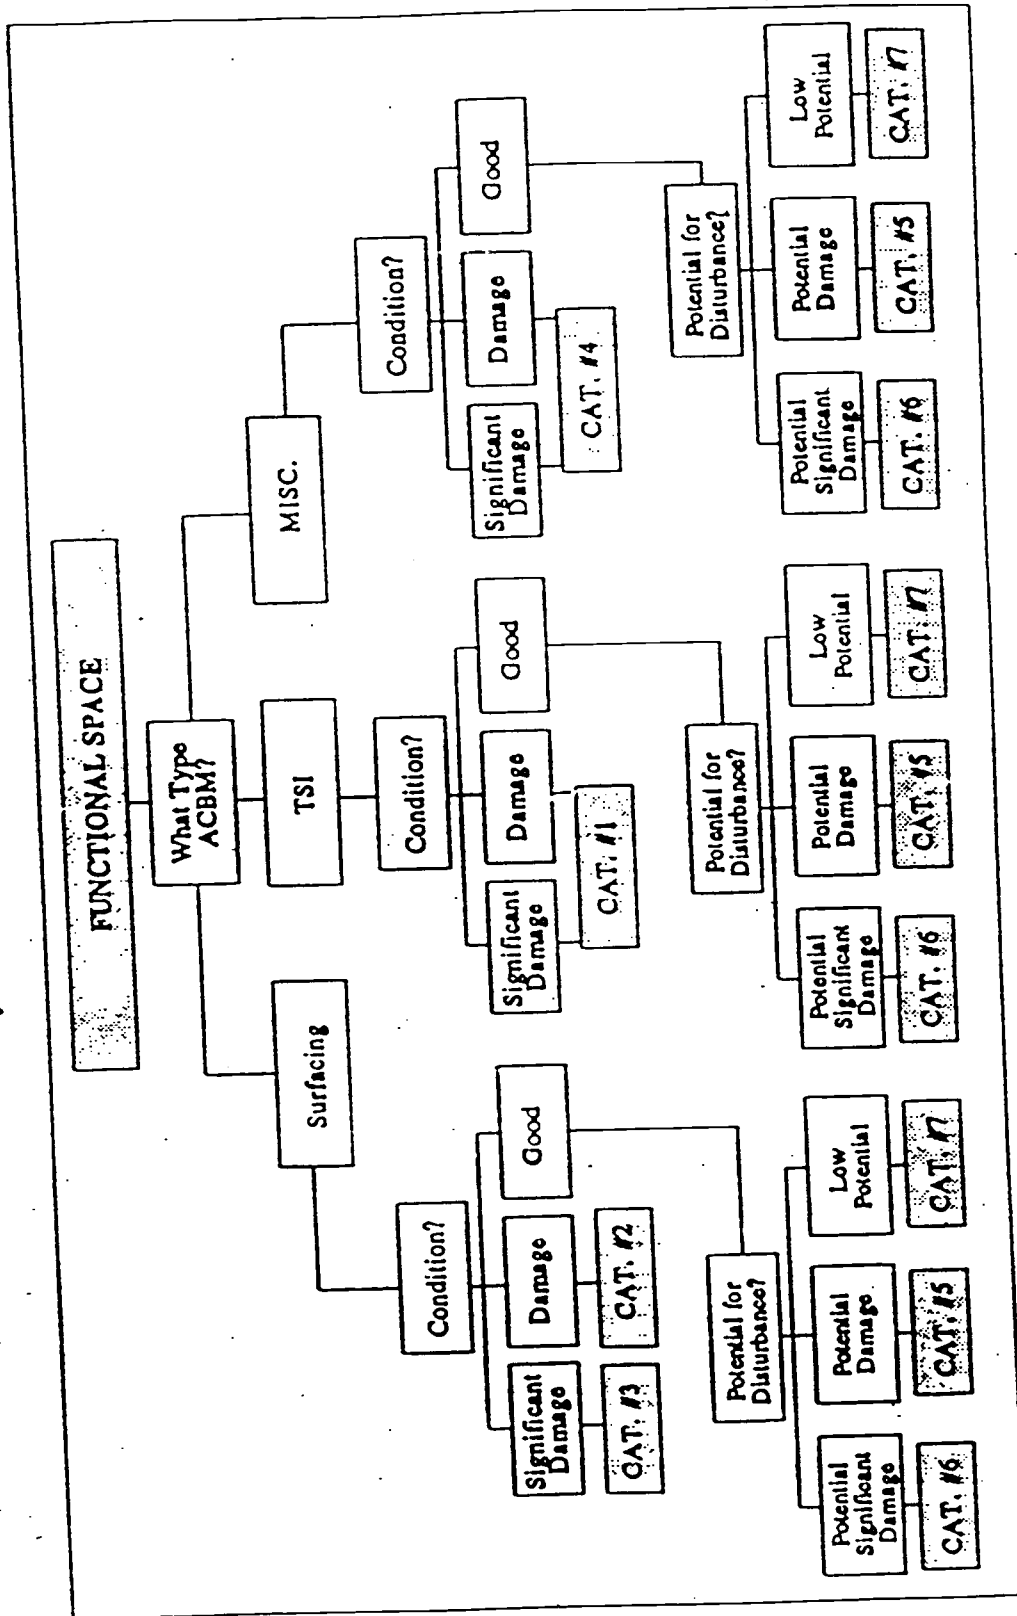 FUNCTIONAL SPACE
What Type
ACBM?
Surfacing
TSI
MISC.
Condition?
Condition?
Condition?
Significant
Damage
Damage
Good
Significant
Damage
Damage
Good
Significant
Damage
Damage
Good
CAT. #3
CAT. #2
CAT. #1
CAT. #4
Potential for
Disturbance?
Potential for
Disturbance?
Potential for
Disturbance?
Potential
Significant
Damage
Potential
Damage
Low
Potential
Potential
Significant
Damage
Potential
Damage
Low
Potential
Potential
Significant
Damage
Potential
Damage
Low
Potential
CAT. #6
CAT. #5
CAT. #7
CAT. #6
CAT. #5
CAT. #7
CAT. #6
CAT. #5
CAT. #7